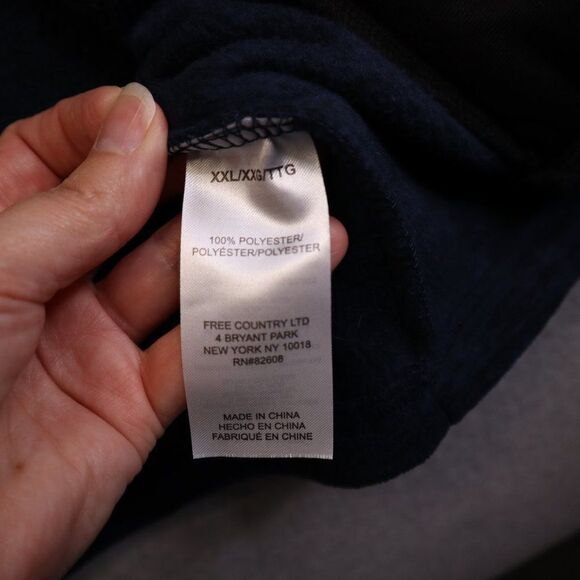 XXL/XXG/TTG
100% POLYESTER/
POLYÉSTER/POLYESTER
FREE COUNTRY LTD
4 BRYANT PARK
NEW YORK NY 10018
RN#82608
MADE IN CHINA
HECHO EN CHINA
FABRIQUÉ EN CHINE